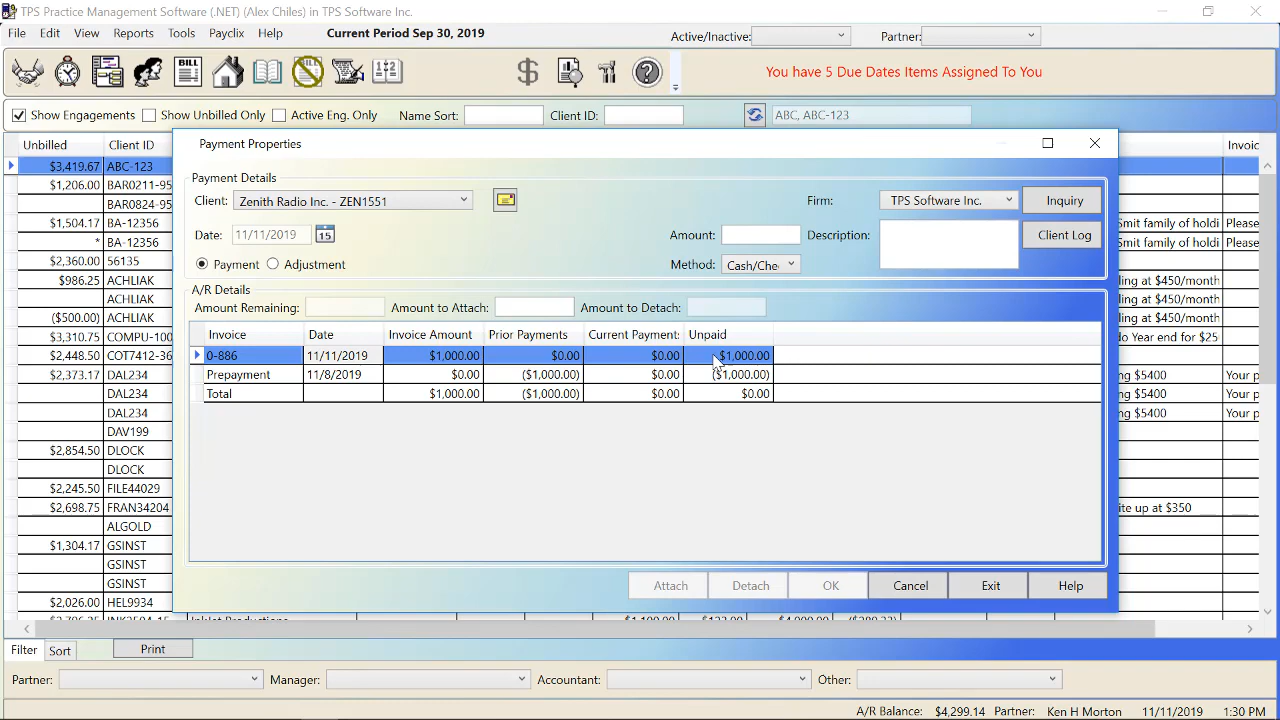 TPS Practice Management Software (.NET) (Alex Chiles) in TPS Software Inc.
File Edit View Reports Tools Payclix Help Current Period Sep 30, 2019 Active/Inactive: Partner:
BILL You have 5 Due Dates Items Assigned To You
Show Engagements Show Unbilled Only Active Eng. Only Name Sort: Client ID: ABC, ABC-123
Unbilled Client ID Invoic
$3,419.67 ABC-123
$1,206.00 BAR0211-95
BAR0824-95
$1,504.17 BA-12356 Smit family of holdi Please
* BA-12356 Smit family of holdi Please
$2,360.00 56135
$986.25 ACHLIAK ling at $450/month
ACHLIAK ling at $450/month
($500.00) ACHLIAK ling at $450/month
$3,310.75 COMPU-100 do Year end for $25
$2,448.50 COT7412-36
$2,373.17 DAL234 ng $5400 Your p
DAL234 ng $5400 Your p
DAL234 ng $5400 Your p
DAV199
$2,854.50 DLOCK
DLOCK
$2,245.50 FILE44029
$2,698.75 FRAN34204 ite up at $350
ALGOLD
$1,304.17 GSINST
GSINST
GSINST
$2,026.00 HEL9934
Payment Properties
Payment Details
Client: Zenith Radio Inc. - ZEN1551 Firm: TPS Software Inc. Inquiry
Date: 11/11/2019 15 Amount: Description: Client Log
Payment Adjustment Method: Cash/Che
A/R Details
Amount Remaining: Amount to Attach: Amount to Detach:
Invoice Date Invoice Amount Prior Payments Current Payment: Unpaid
0-886 11/11/2019 $1,000.00 $0.00 $0.00 $1,000.00
Prepayment 11/8/2019 $0.00 ($1,000.00) $0.00 ($1,000.00)
Total $1,000.00 ($1,000.00) $0.00 $0.00
Attach Detach OK Cancel Exit Help
Filter Sort Print
Partner: Manager: Accountant: Other:
A/R Balance: $4,299.14 Partner: Ken H Morton 11/11/2019 1:30 PM